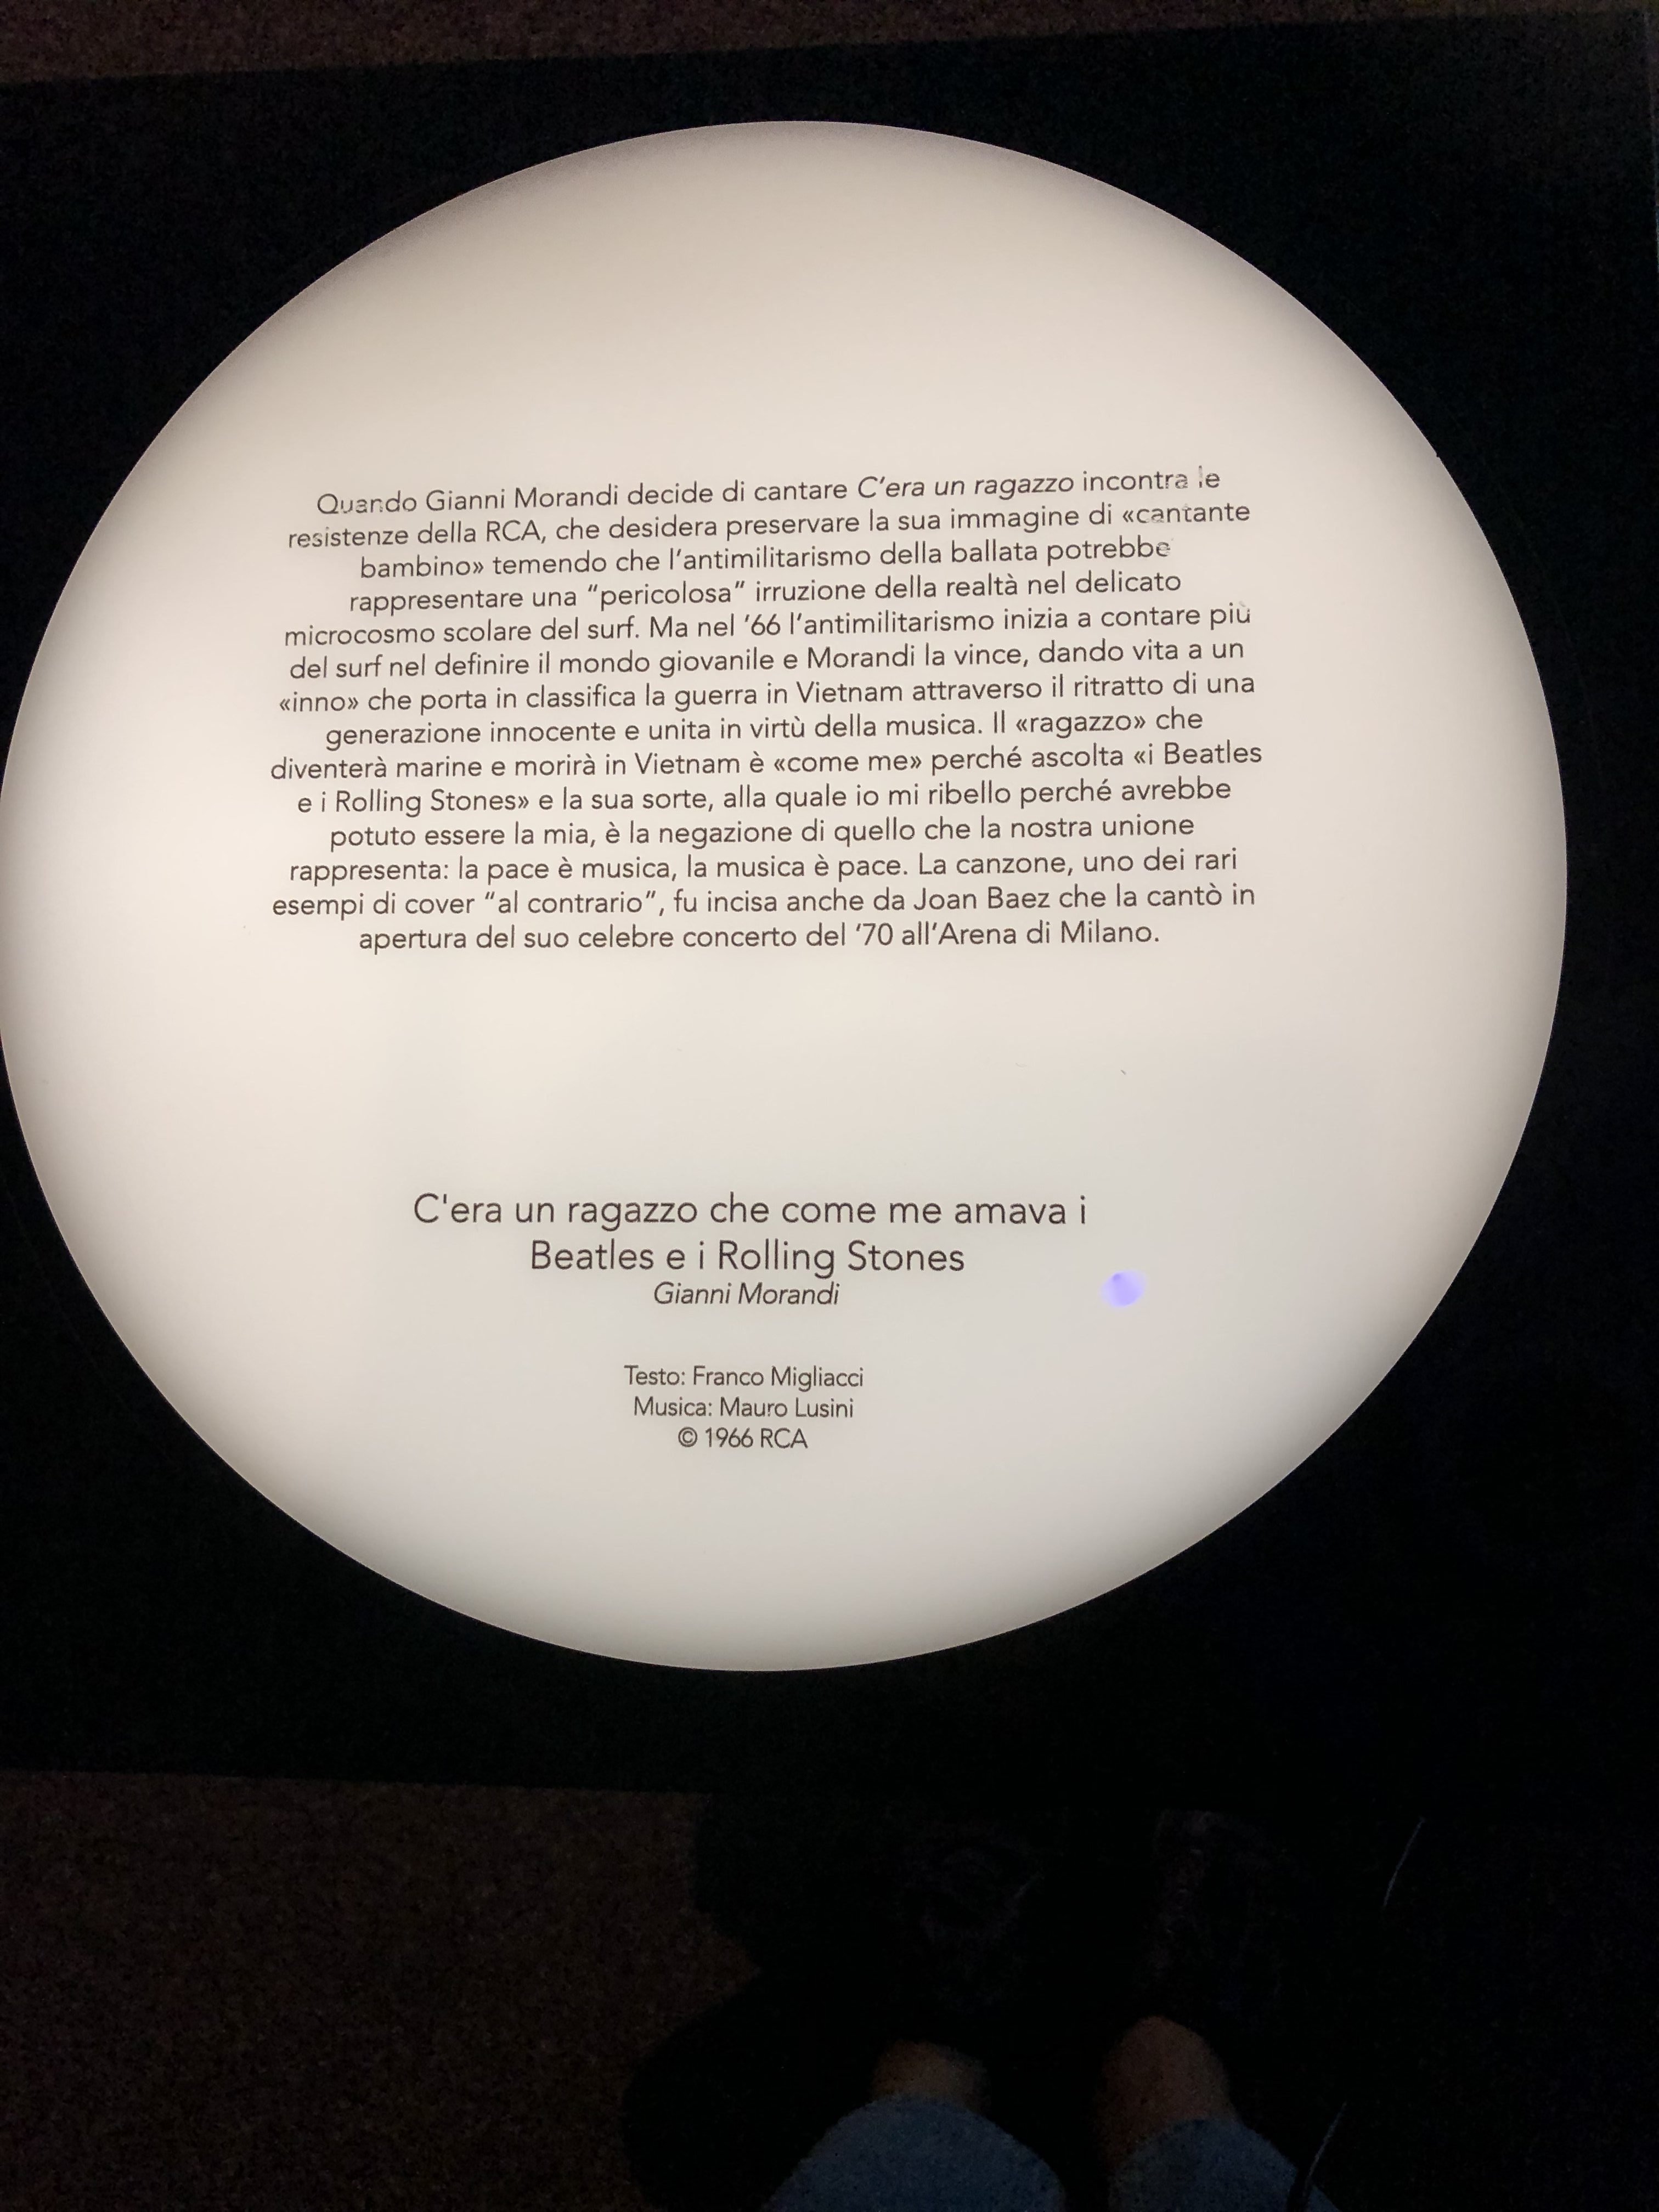 Quando Gianni Morandi decide di cantare C'era un ragazzo incontra le
resistenze della RCA, che desidera preservare la sua immagine di «cantante
bambino» temendo che l'antimilitarismo della ballata potrebbe
rappresentare una “pericolosa” irruzione della realtà nel delicato
microcosmo scolare del surf. Ma nel ’66 l'antimilitarismo inizia a contare più
del surf nel definire il mondo giovanile e Morandi la vince, dando vita a un
«inno» che porta in classifica la guerra in Vietnam attraverso il ritratto di una
generazione innocente e unita in virtù della musica. Il «ragazzo» che
diventerà marine e morirà in Vietnam è «come me» perché ascolta «i Beatles
e i Rolling Stones» e la sua sorte, alla quale io mi ribello perché avrebbe
potuto essere la mia, è la negazione di quello che la nostra unione
rappresenta: la pace è musica, la musica è pace. La canzone, uno dei rari
esempi di cover “al contrario”, fu incisa anche da Joan Baez che la cantò in
apertura del suo celebre concerto del ’70 all'Arena di Milano.
C'era un ragazzo che come me amava i
Beatles e i Rolling Stones
Gianni Morandi
Testo: Franco Migliacci
Musica: Mauro Lusini
© 1966 RCA